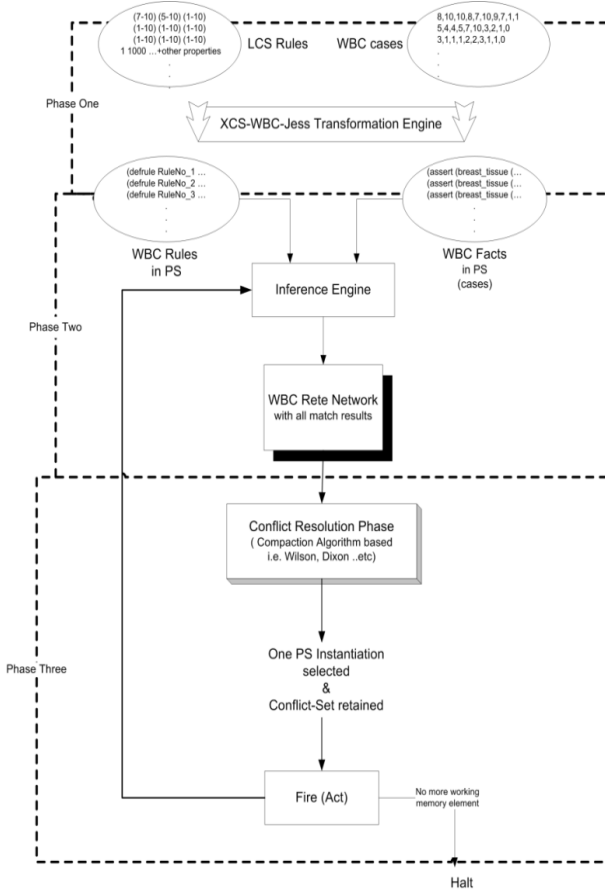 (7-10) (5-10) (1-10)
(1-10) (1-10) (1-10)
(1-10) (1-10) (1-10)
1 1000 ...+other properties
.
.
.
LCS Rules
WBC cases
8,10,10,8,7,10,9,7,1,1
5,4,4,5,7,10,3,2,1,0
3,1,1,1,2,2,3,1,1,0
.
.
.
Phase One
XCS-WBC-Jess Transformation Engine
(defrule RuleNo_1 ...
(defrule RuleNo_2 ...
(defrule RuleNo_3 ...
.
.
.
(assert (breast_tissue (...
(assert (breast_tissue (...
(assert (breast_tissue (...
.
.
.
WBC Rules
in PS
WBC Facts
in PS
(cases)
Inference Engine
Phase Two
WBC Rete Network
with all match results
Conflict Resolution Phase
( Compaction Algorithm based
i.e. Wilson, Dixon ..etc)
One PS Instantiation
selected
&
Conflict-Set retained
Phase Three
Fire (Act)
No more working
memory element
Halt